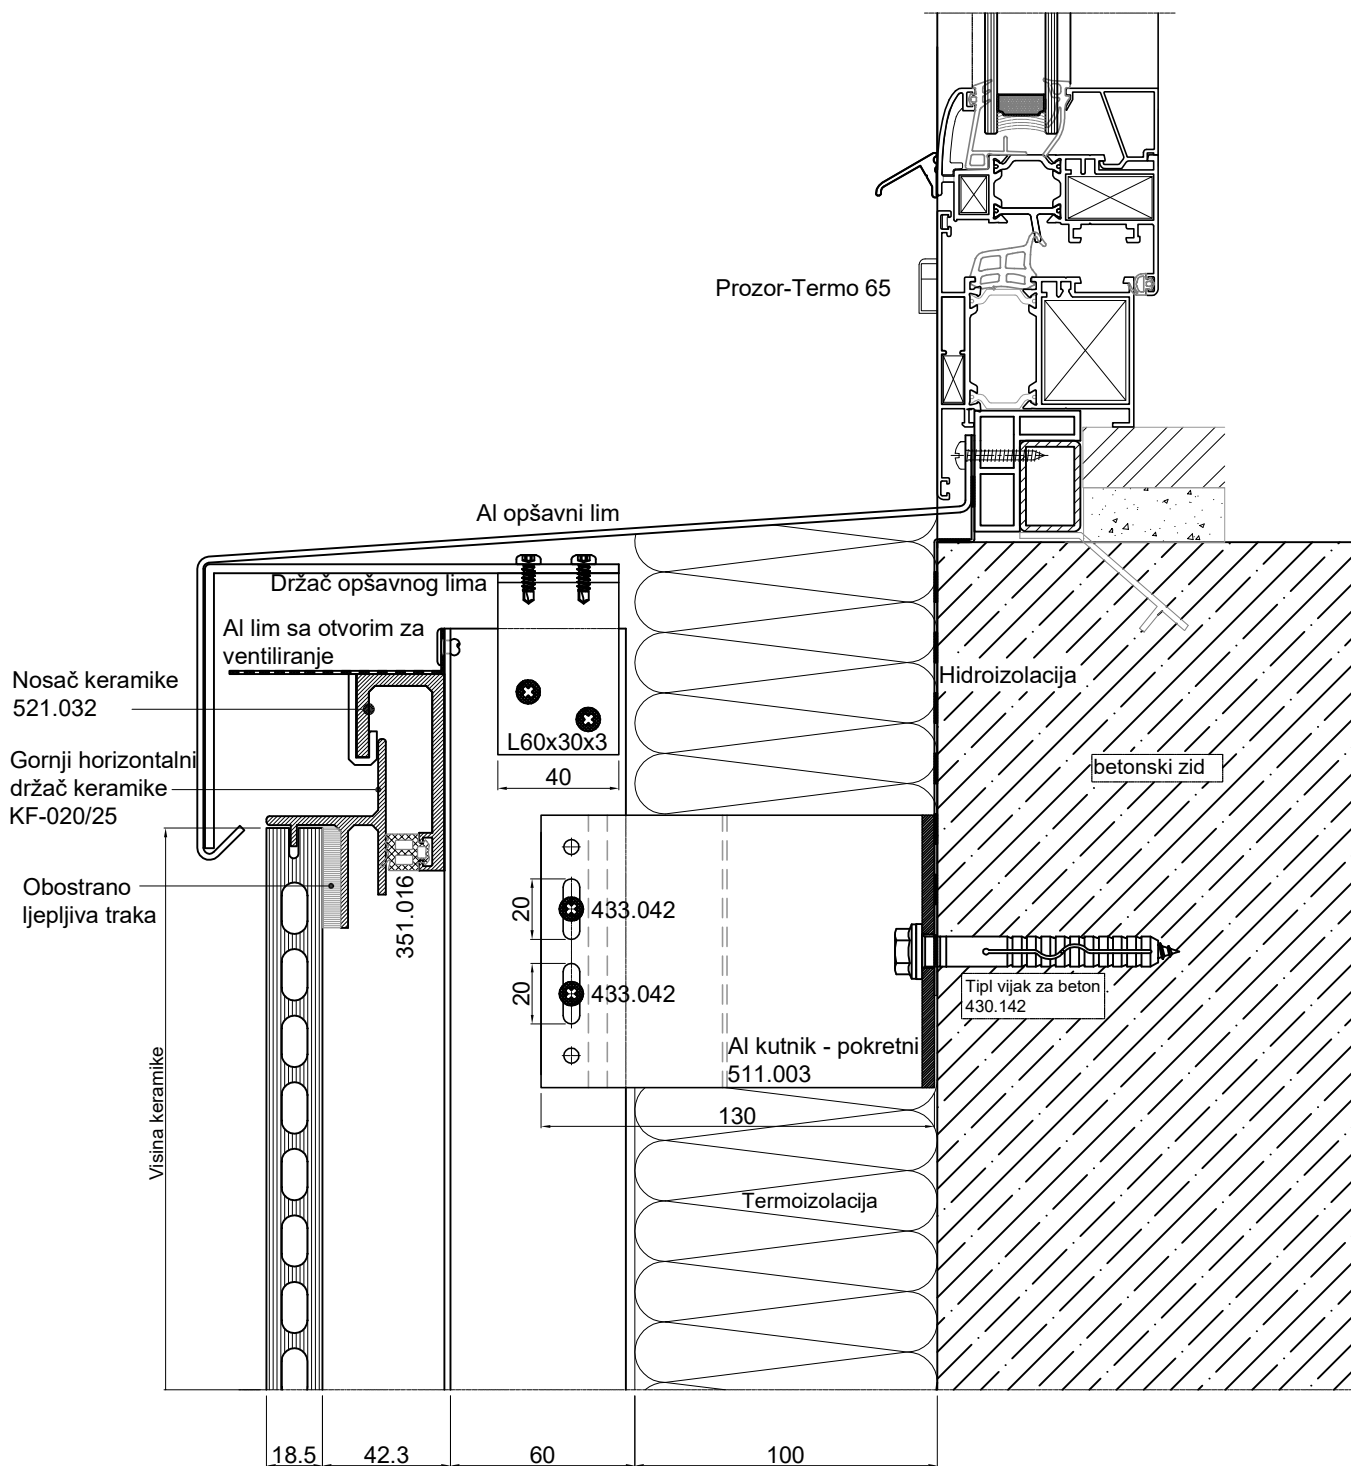 Prozor-Termo 65
Al opšavni lim
Držač opšavnog lima
Al lim sa otvorim za
ventiliranje
Nosač keramike
521.032
Gornji horizontalni
držač keramike
KF-020/25
Obostrano
ljepljiva traka
L60x30x3
40
Hidroizolacija
betonski zid
351.016
20
433.042
20
433.042
Tipl vijak za beton
430.142
Al kutnik - pokretni
511.003
130
Visina keramike
Termoizolacija
18.5
42.3
60
100